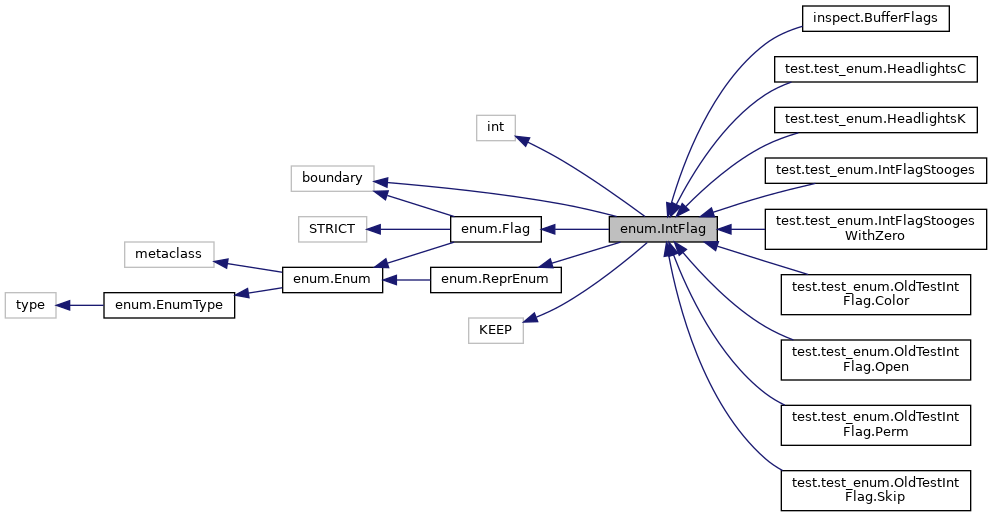 inspect.BufferFlags
test.test_enum.HeadlightsC
test.test_enum.HeadlightsK
int
test.test_enum.IntFlagStooges
boundary
STRICT
enum.Flag
enum.IntFlag
test.test_enum.IntFlagStooges
WithZero
metaclass
enum.Enum
enum.ReprEnum
test.test_enum.OldTestInt
Flag.Color
type
enum.EnumType
KEEP
test.test_enum.OldTestInt
Flag.Open
test.test_enum.OldTestInt
Flag.Perm
test.test_enum.OldTestInt
Flag.Skip